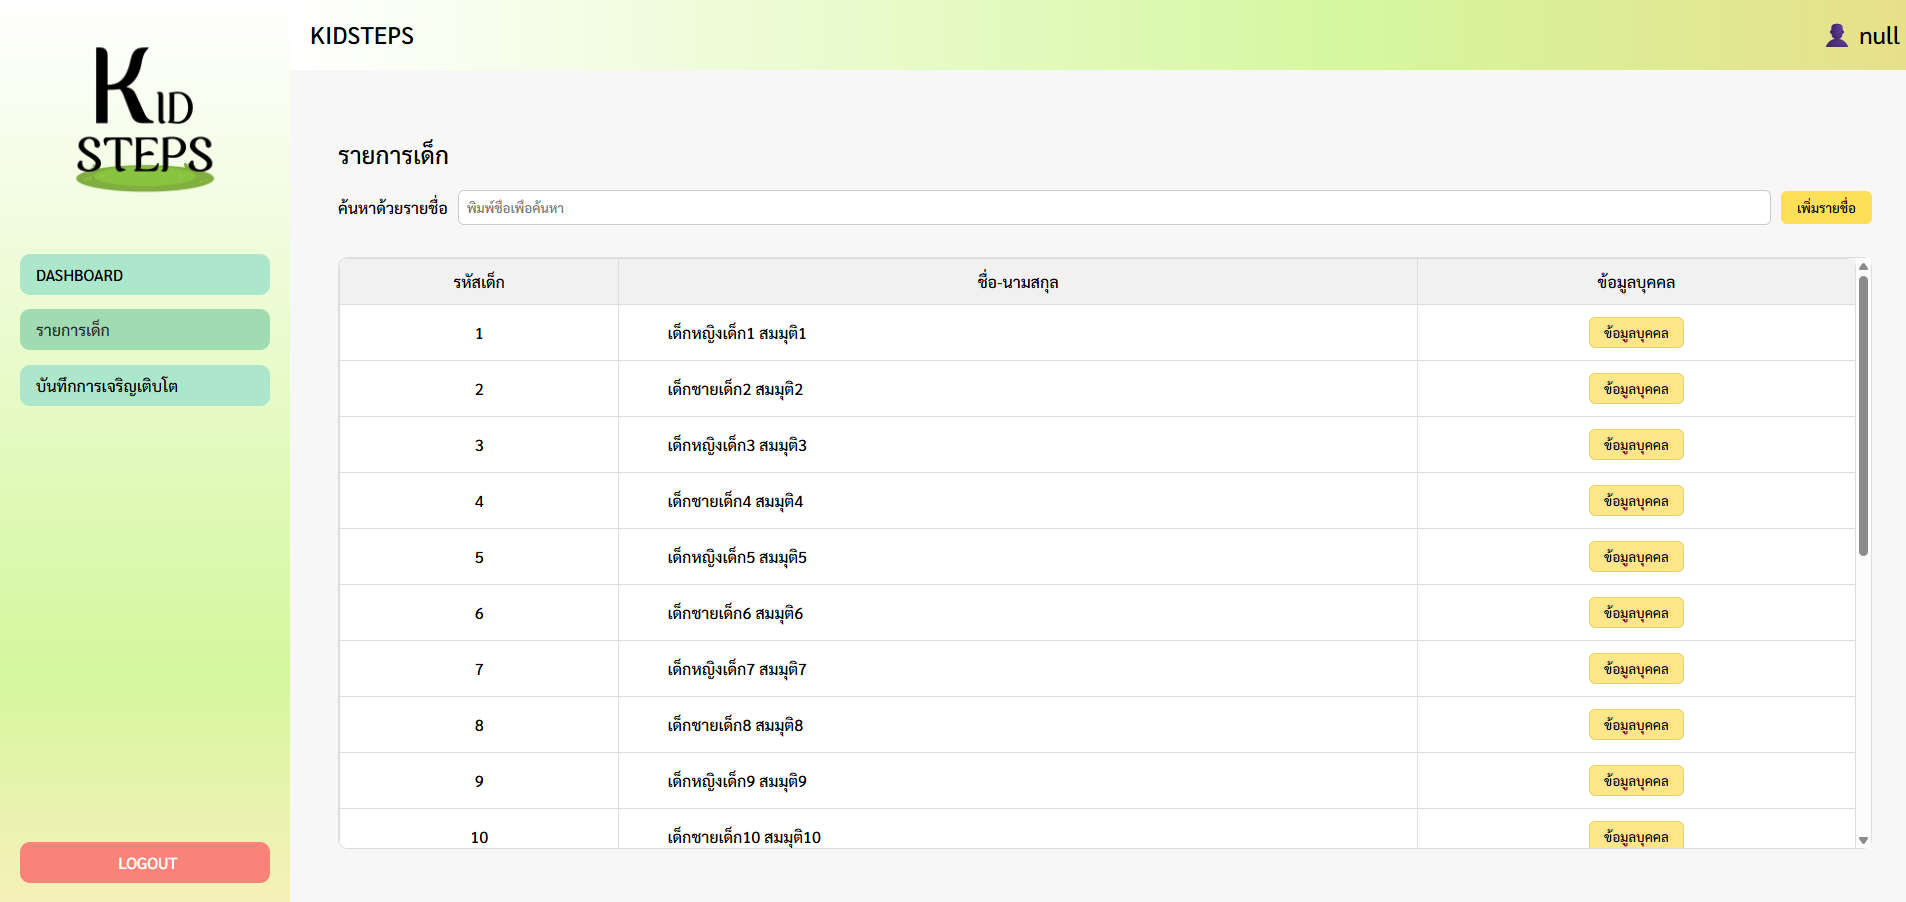 KID
STEPS
KIDSTEPS
null
DASHBOARD
รายการเด็ก
บันทึกการเจริญเติบโต
LOGOUT
รายการเด็ก
ค้นหาด้วยรายชื่อ พิมพ์ชื่อเพื่อค้นหา เพิ่มรายชื่อ
รหัสเด็ก ชื่อ-นามสกุล ข้อมูลบุคคล
1 เด็กหญิงเด็ก1 สมมุติ1 ข้อมูลบุคคล
2 เด็กชายเด็ก2 สมมุติ2 ข้อมูลบุคคล
3 เด็กหญิงเด็ก3 สมมุติ3 ข้อมูลบุคคล
4 เด็กชายเด็ก4 สมมุติ4 ข้อมูลบุคคล
5 เด็กหญิงเด็ก5 สมมุติ5 ข้อมูลบุคคล
6 เด็กชายเด็ก6 สมมุติ6 ข้อมูลบุคคล
7 เด็กหญิงเด็ก7 สมมุติ7 ข้อมูลบุคคล
8 เด็กชายเด็ก8 สมมุติ8 ข้อมูลบุคคล
9 เด็กหญิงเด็ก9 สมมุติ9 ข้อมูลบุคคล
10 เด็กชายเด็ก10 สมมุติ10 ข้อมูลบุคคล